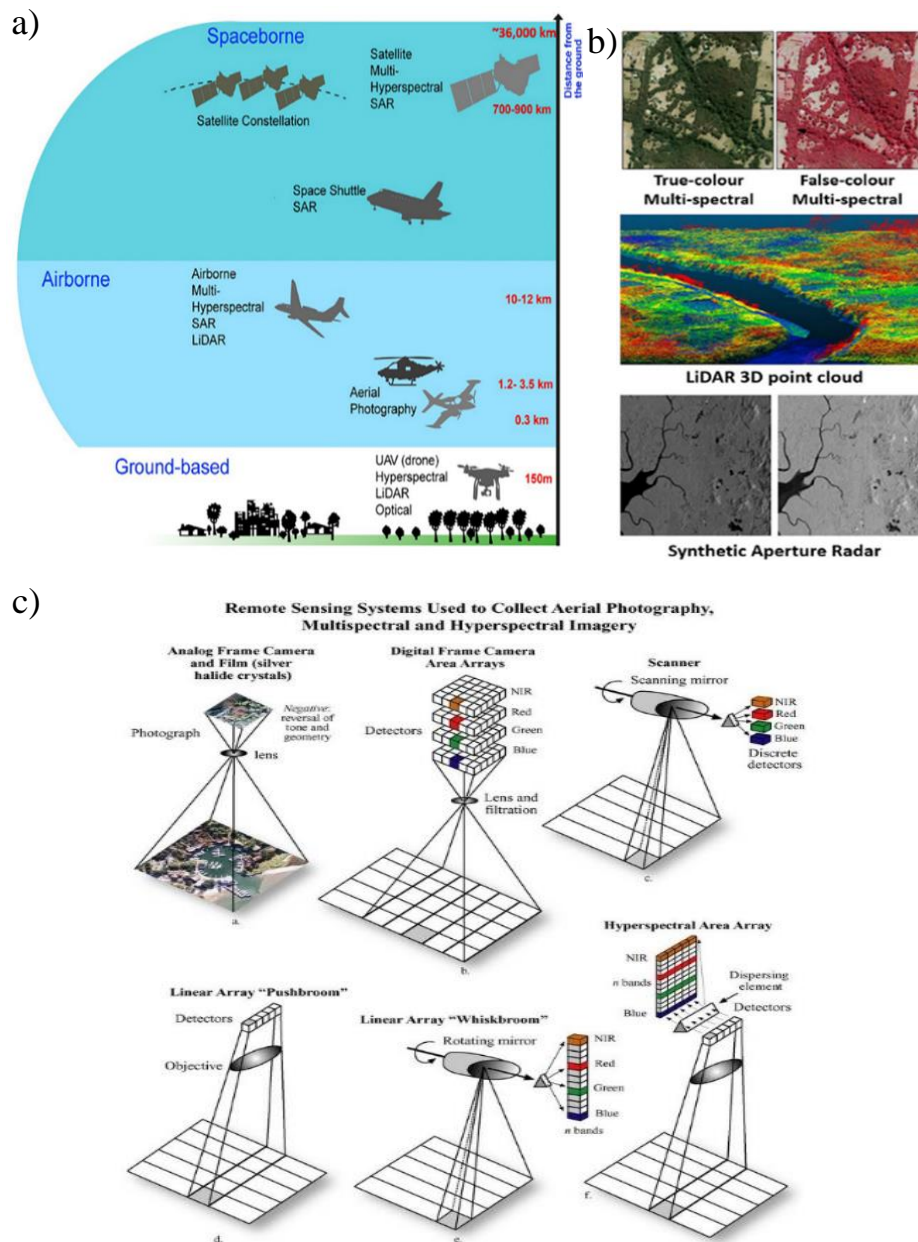 a)
Spaceborne
~36,000 km
Distance from
the ground
Satellite
Multi-
Hyperspectral
SAR
700-900 km
Satellite Constellation
Space Shuttle
SAR
Airborne
Airborne
Multi-
Hyperspectral
SAR
LiDAR
10-12 km
Aerial
Photography
1.2- 3.5 km
0.3 km
Ground-based
UAV (drone)
Hyperspectral
LiDAR
Optical
150m
b)
True-colour
Multi-spectral
False-colour
Multi-spectral
LiDAR 3D point cloud
Synthetic Aperture Radar
c)
Remote Sensing Systems Used to Collect Aerial Photography,
Multispectral and Hyperspectral Imagery
Analog Frame Camera
and Film (silver
halide crystals)
Negative:
reversal of
tone and
geometry
Photograph
lens
a.
Digital Frame Camera
Area Arrays
NIR
Red
Green
Blue
Detectors
Lens and
filtration
b.
Scanner
Scanning mirror
NIR
Red
Green
Blue
Discrete
detectors
c.
Linear Array "Pushbroom"
Detectors
Objective
d.
Linear Array "Whiskbroom"
Rotating mirror
NIR
Red
Green
Blue
n bands
e.
Hyperspectral Area Array
NIR
n bands
Blue
Dispersing
element
Detectors
f.